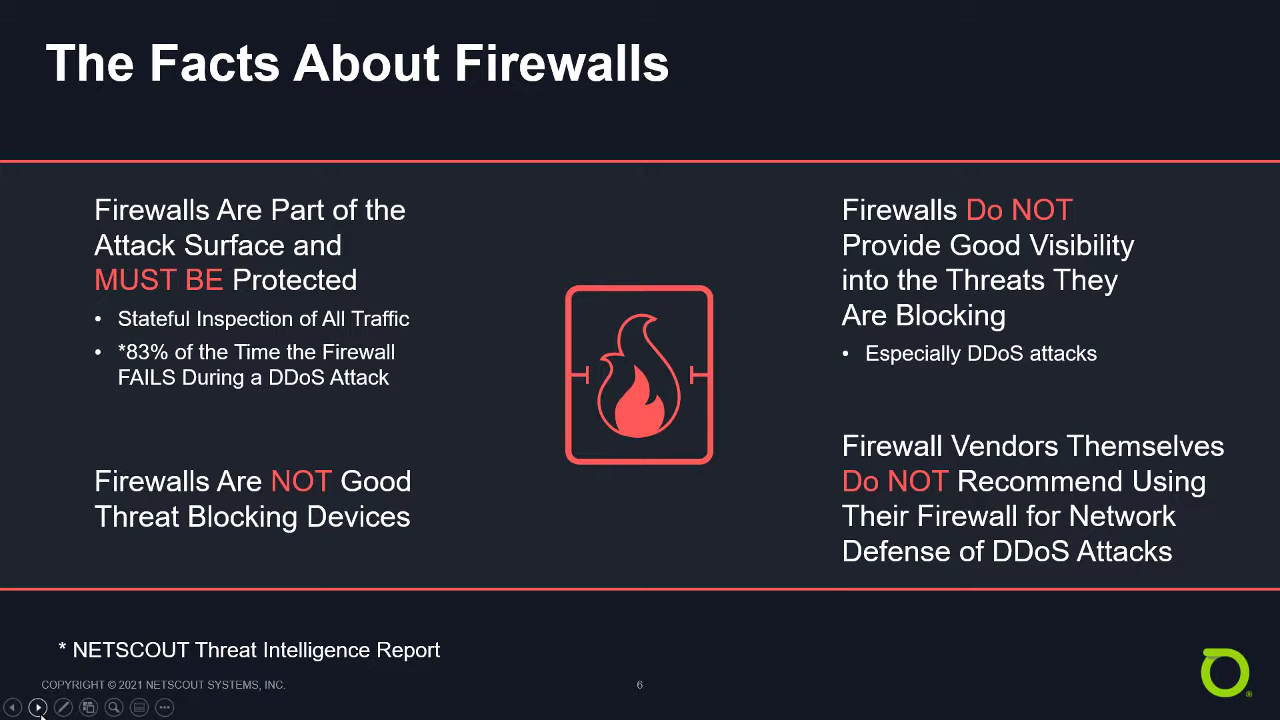 The Facts About Firewalls
Firewalls Are Part of the
Attack Surface and
MUST BE Protected
• Stateful Inspection of All Traffic
• *83% of the Time the Firewall
FAILS During a DDoS Attack
Firewalls Are NOT Good
Threat Blocking Devices
Firewalls Do NOT
Provide Good Visibility
into the Threats They
Are Blocking
• Especially DDoS attacks
Firewall Vendors Themselves
Do NOT Recommend Using
Their Firewall for Network
Defense of DDoS Attacks
* NETSCOUT Threat Intelligence Report
COPYRIGHT © 2021 NETSCOUT SYSTEMS, INC.
6